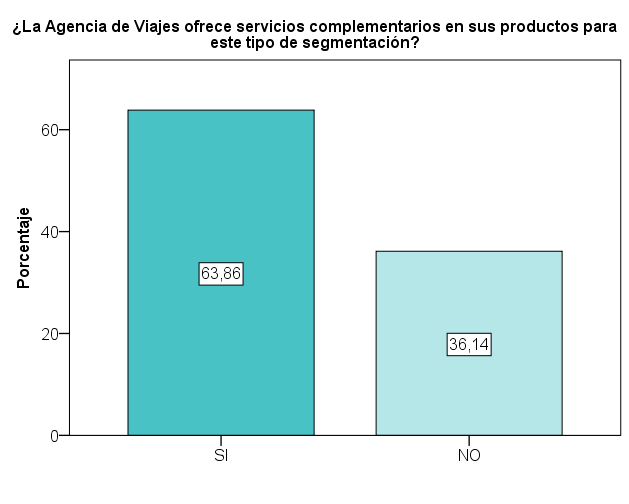 ¿La Agencia de Viajes ofrece servicios complementarios en sus productos para
este tipo de segmentación?
Porcentaje
60
40
20
0
63,86
36,14
SI
NO